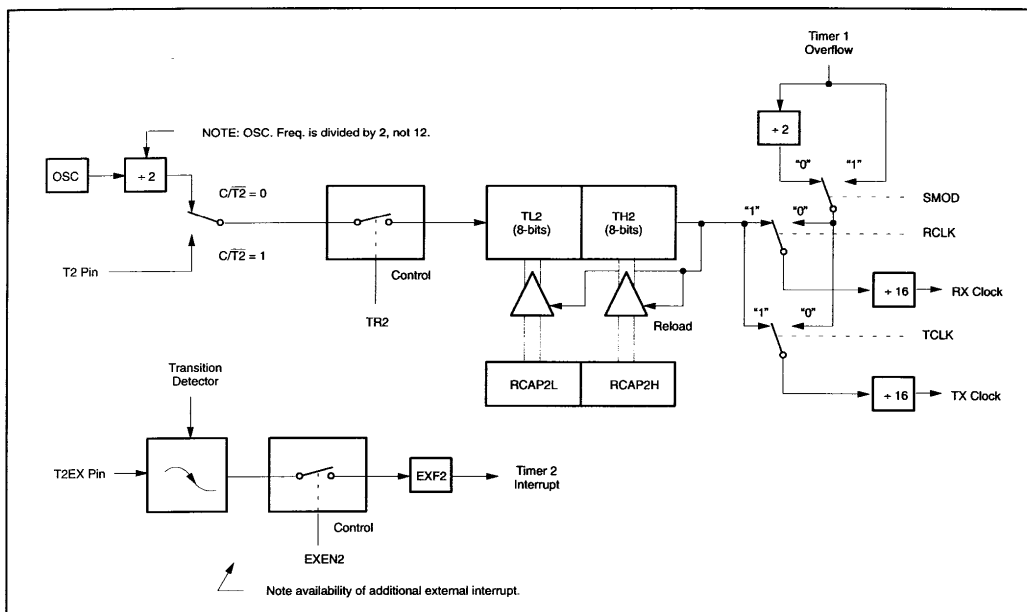 Timer 1
Overflow
÷ 2
"0"
"1"
SMOD
NOTE: OSC. Freq. is divided by 2, not 12.
OSC
÷ 2
C/T2 = 0
C/T2 = 1
T2 Pin
Control
TR2
TL2
(8-bits)
TH2
(8-bits)
Reload
RCAP2L
RCAP2H
"1"
"0"
RCLK
÷ 16
RX Clock
"1"
"0"
TCLK
÷ 16
TX Clock
Transition
Detector
T2EX Pin
Control
EXEN2
EXF2
Timer 2
Interrupt
Note availability of additional external interrupt.